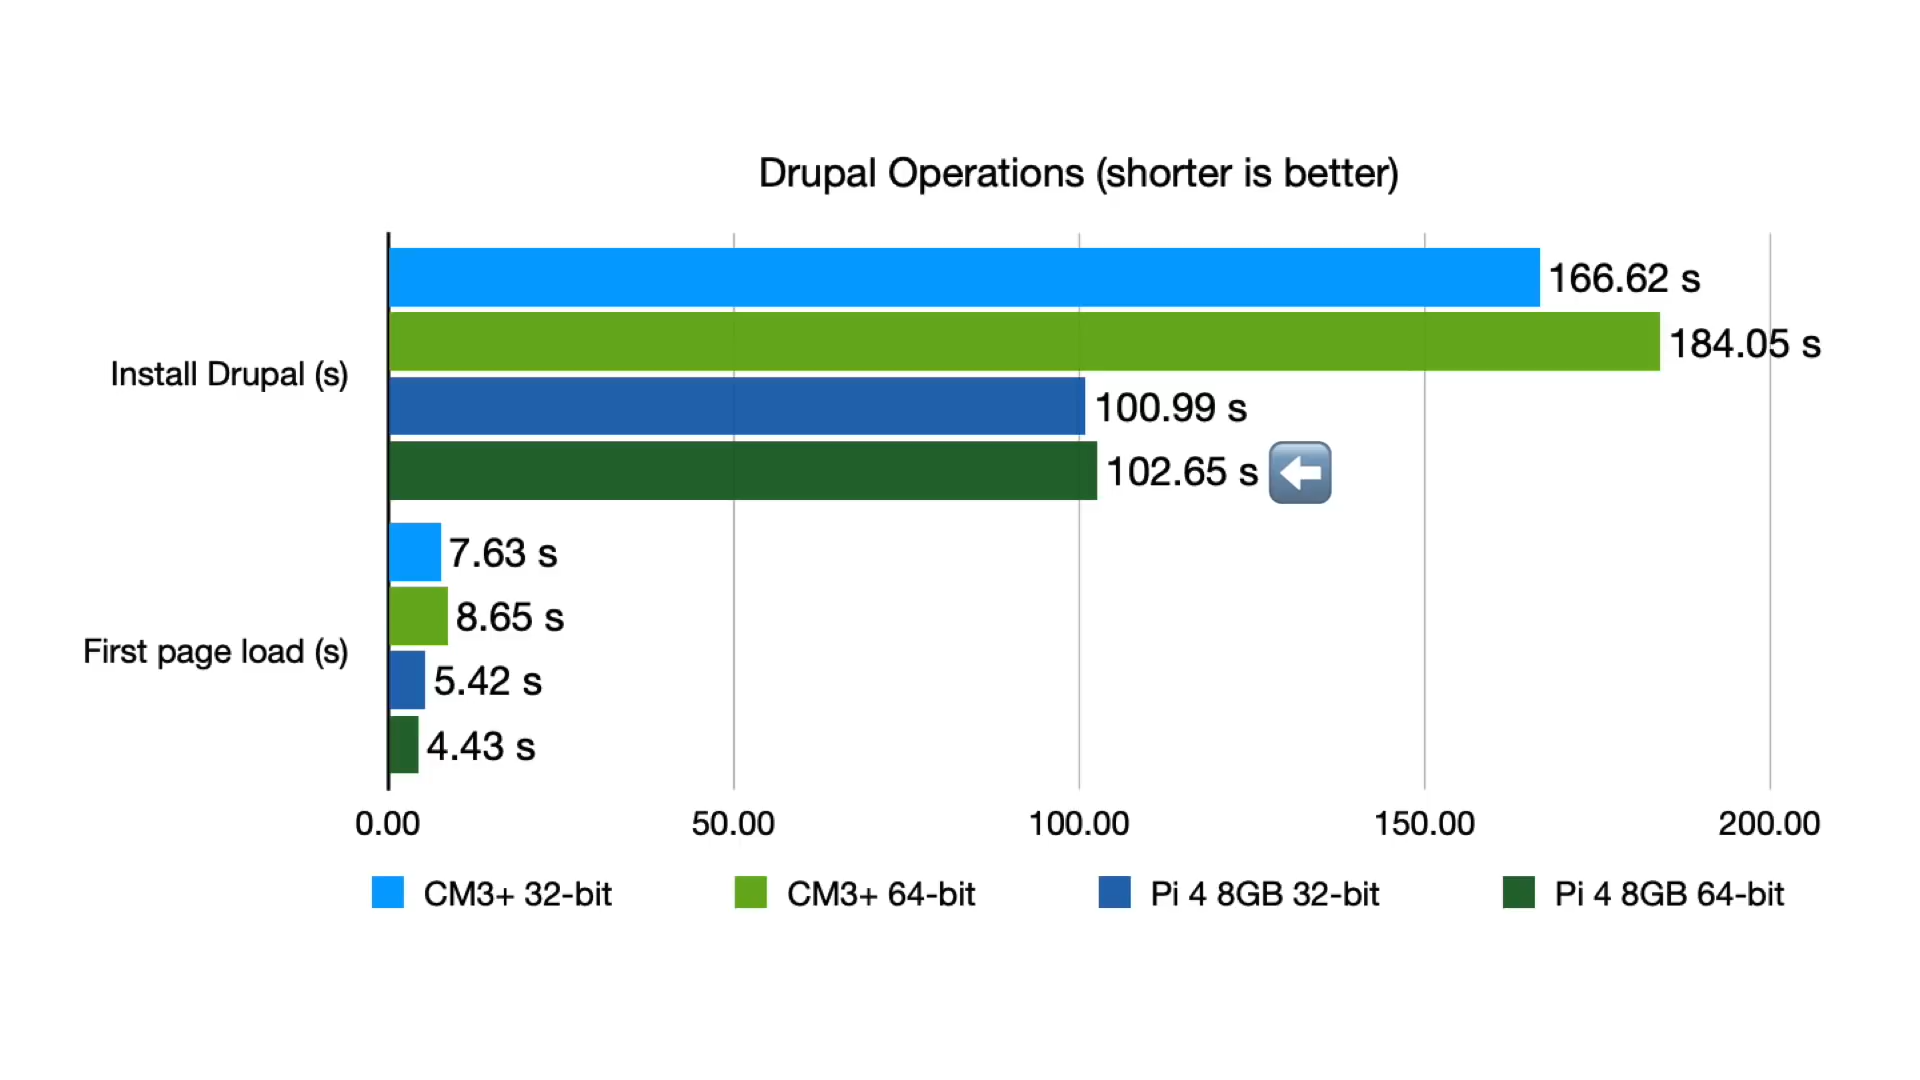 Drupal Operations (shorter is better)
Install Drupal (s)
166.62 s
184.05 s
100.99 s
102.65 s
First page load (s)
7.63 s
8.65 s
5.42 s
4.43 s
0.00 50.00 100.00 150.00 200.00
CM3+ 32-bit CM3+ 64-bit Pi 4 8GB 32-bit Pi 4 8GB 64-bit